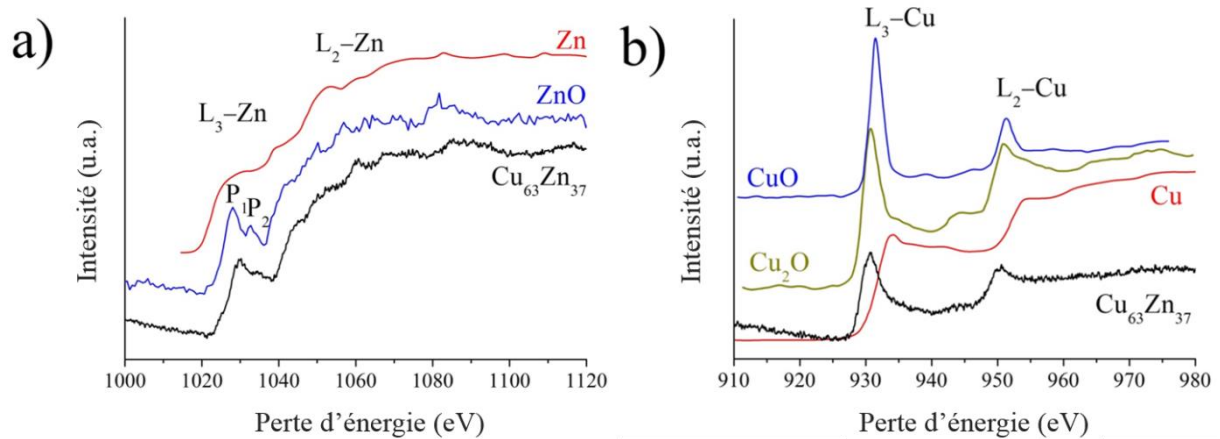 a)
Intensité (u.a.)
L₃–Zn
L₂–Zn
Zn
ZnO
P₁
P₂
Cu₆₃Zn₃₇
1000 1020 1040 1060 1080 1100 1120
Perte d’énergie (eV)
b)
Intensité (u.a.)
L₃–Cu
L₂–Cu
CuO
Cu
Cu₂O
Cu₆₃Zn₃₇
910 920 930 940 950 960 970 980
Perte d’énergie (eV)